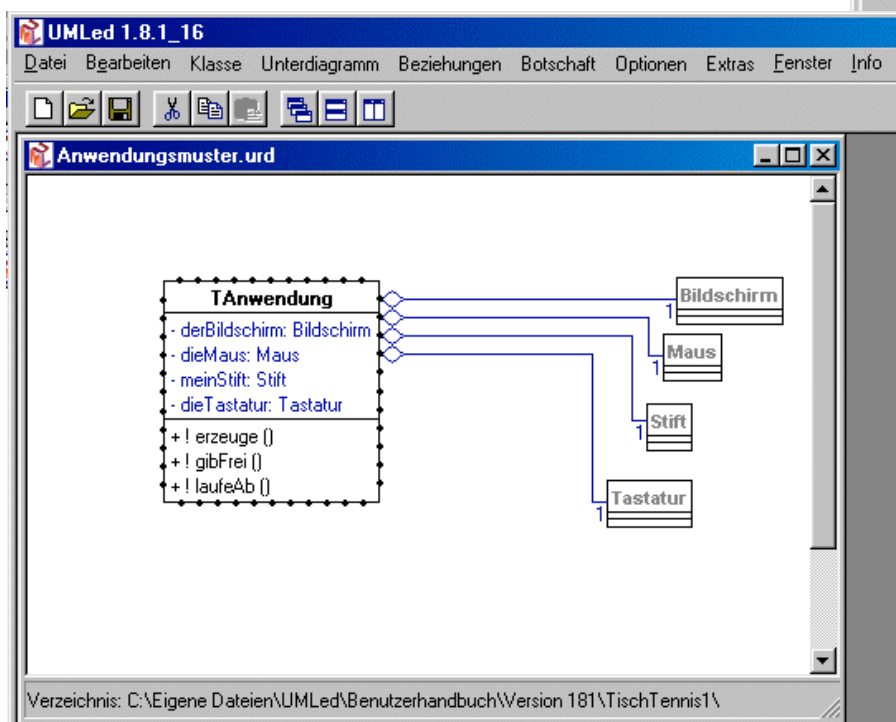 UMLed 1.8.1_16
Datei Bearbeiten Klasse Unterdiagramm Beziehungen Botschaft Optionen Extras Fenster Info
Anwendungsmuster.urd
TAnwendung
- derBildschirm: Bildschirm
- dieMaus: Maus
- meinStift: Stift
- dieTastatur: Tastatur
+ ! erzeuge ()
+ ! gibFrei ()
+ ! laufeAb ()
Bildschirm
1
Maus
1
Stift
1
Tastatur
1
Verzeichnis: C:\Eigene Dateien\UMLed\Benutzerhandbuch\Version 181\TischTennis1\